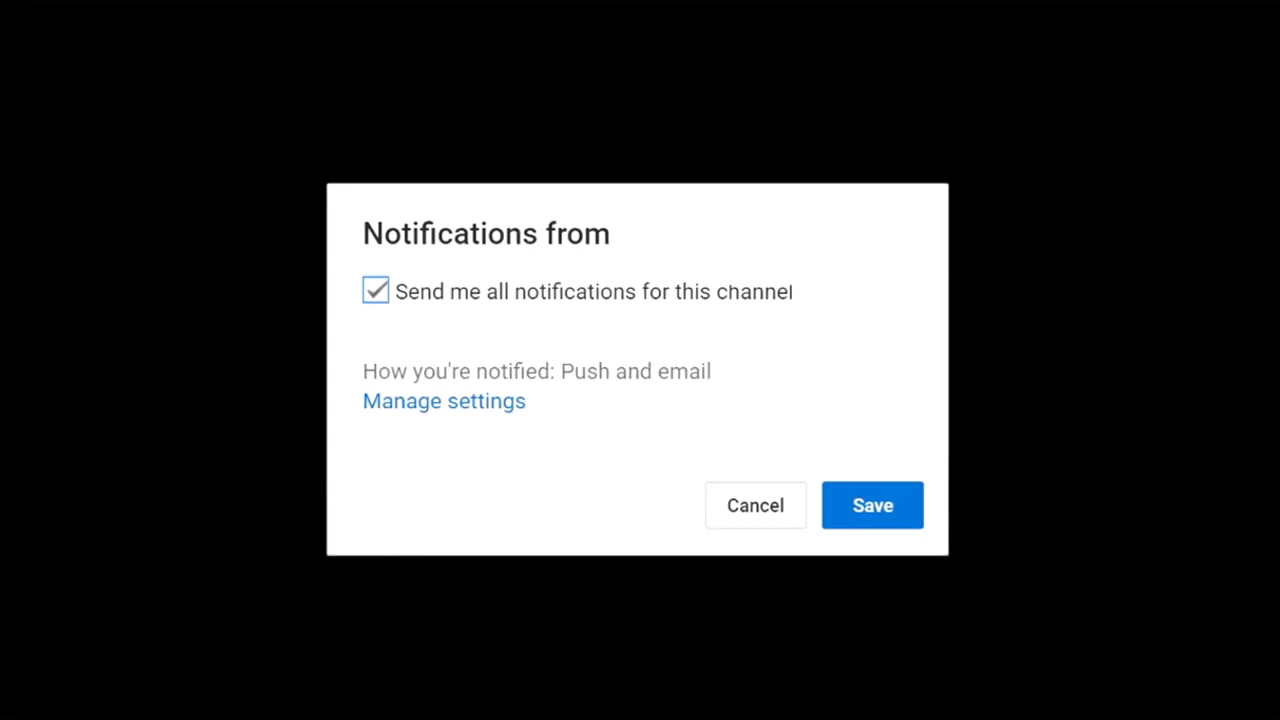 Notifications from
Send me all notifications for this channel
How you're notified: Push and email
Manage settings
Cancel
Save